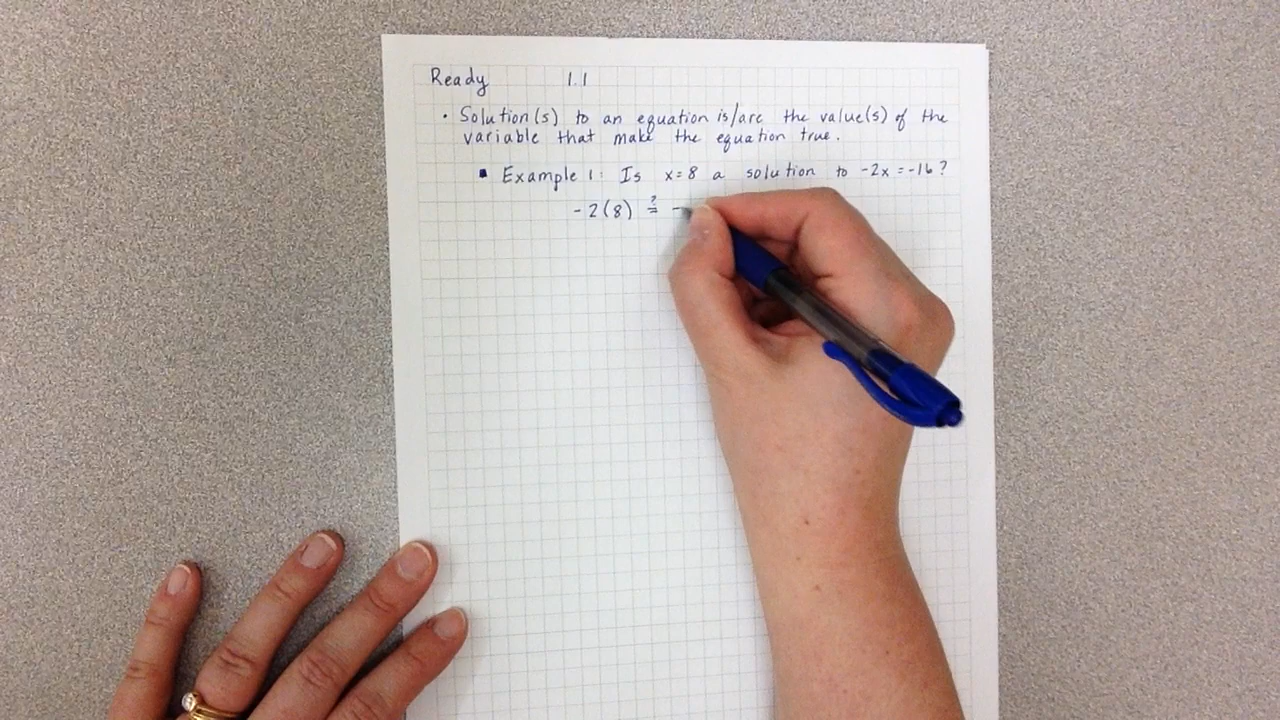 Ready 1.1
• Solution(s) to an equation is/are the value(s) of the
variable that make the equation true.
▪ Example 1: Is x=8 a solution to -2x=-16?
-2(8) ≟ -